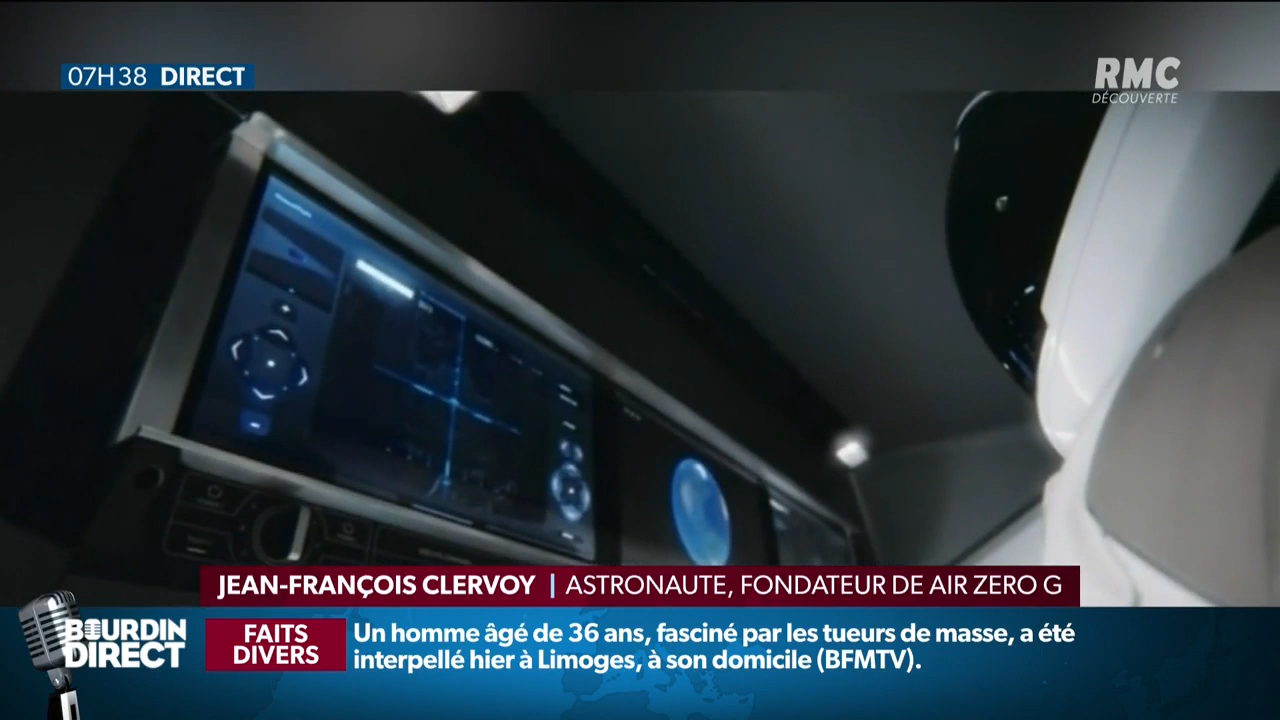 07H38 DIRECT
RMC
DÉCOUVERTE
JEAN-FRANÇOIS CLERVOY | ASTRONAUTE, FONDATEUR DE AIR ZERO G
BOURDIN
DIRECT
FAITS
DIVERS
Un homme âgé de 36 ans, fasciné par les tueurs de masse, a été
interpellé hier à Limoges, à son domicile (BFMTV).